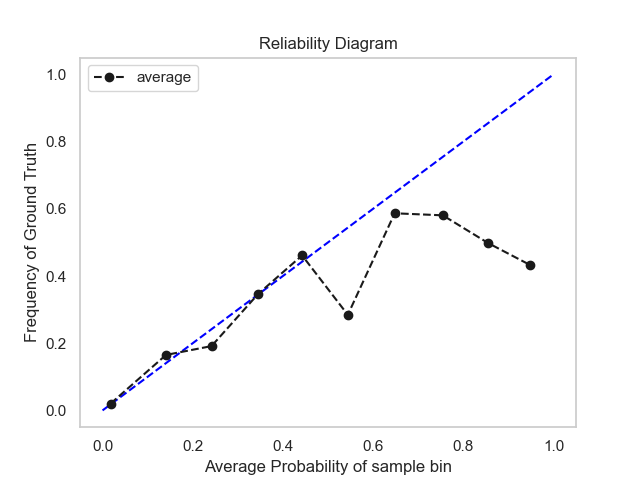 Reliability Diagram
average
Frequency of Ground Truth
1.0
0.8
0.6
0.4
0.2
0.0
0.0 0.2 0.4 0.6 0.8 1.0
Average Probability of sample bin